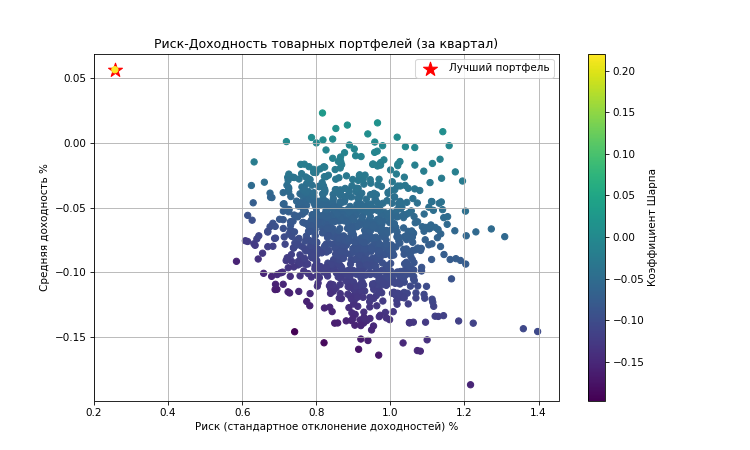 Риск-Доходность товарных портфелей (за квартал)
Лучший портфель
Средняя доходность %
0.05
0.00
−0.05
−0.10
−0.15
0.2 0.4 0.6 0.8 1.0 1.2 1.4
Риск (стандартное отклонение доходностей) %
0.20
0.15
0.10
0.05
0.00
−0.05
−0.10
−0.15
Коэффициент Шарпа